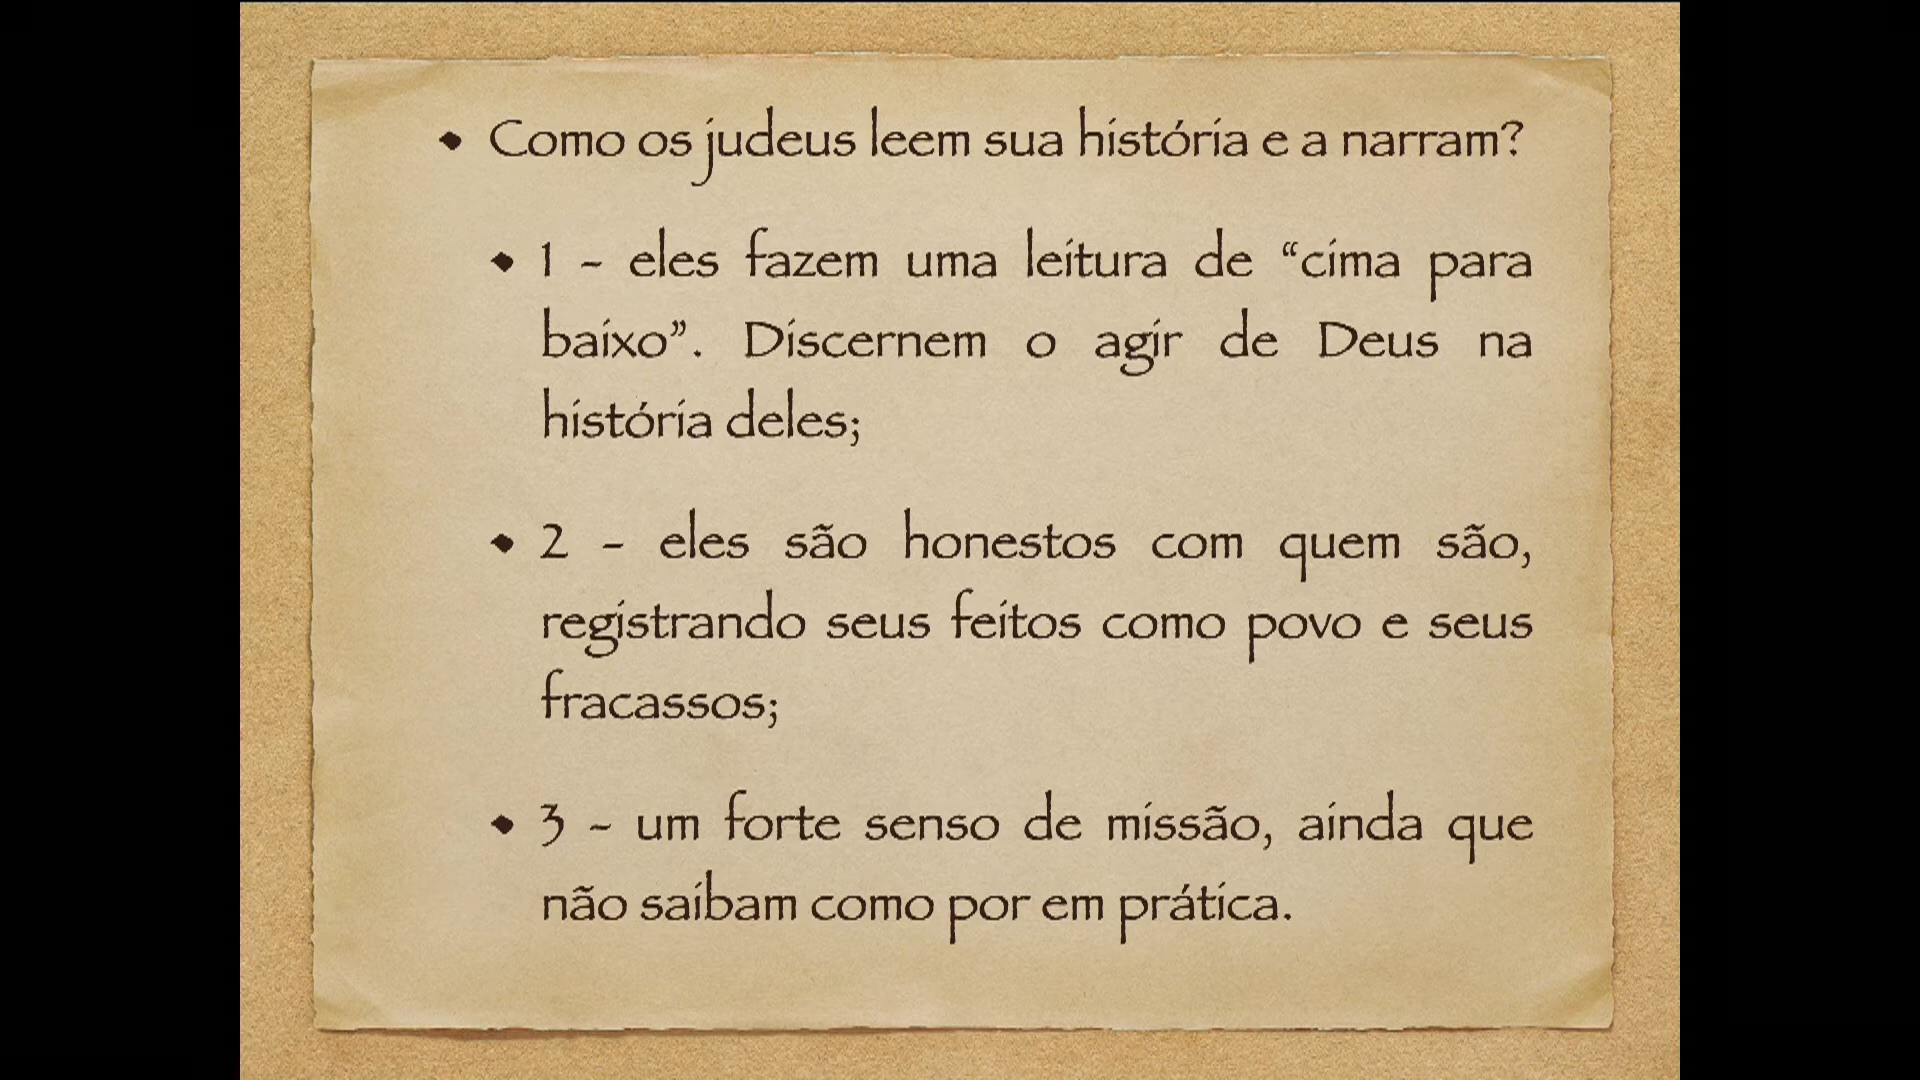 • Como os judeus leem sua história e a narram?
• 1 - eles fazem uma leitura de “cima para
baixo”. Discernem o agir de Deus na
história deles;
• 2 - eles são honestos com quem são,
registrando seus feitos como povo e seus
fracassos;
• 3 - um forte senso de missão, ainda que
não saibam como por em prática.